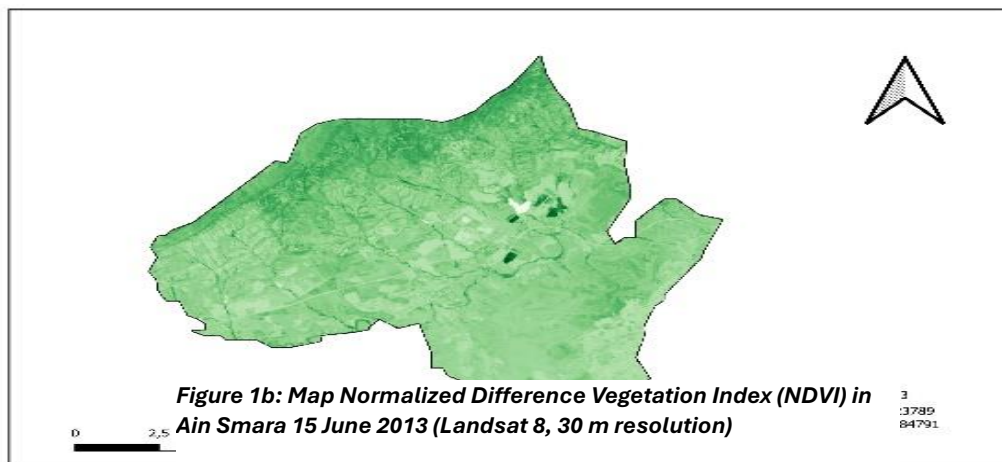 Figure 1b: Map Normalized Difference Vegetation Index (NDVI) in
Ain Smara 15 June 2013 (Landsat 8, 30 m resolution)
3
:3789
84791
0 2,5